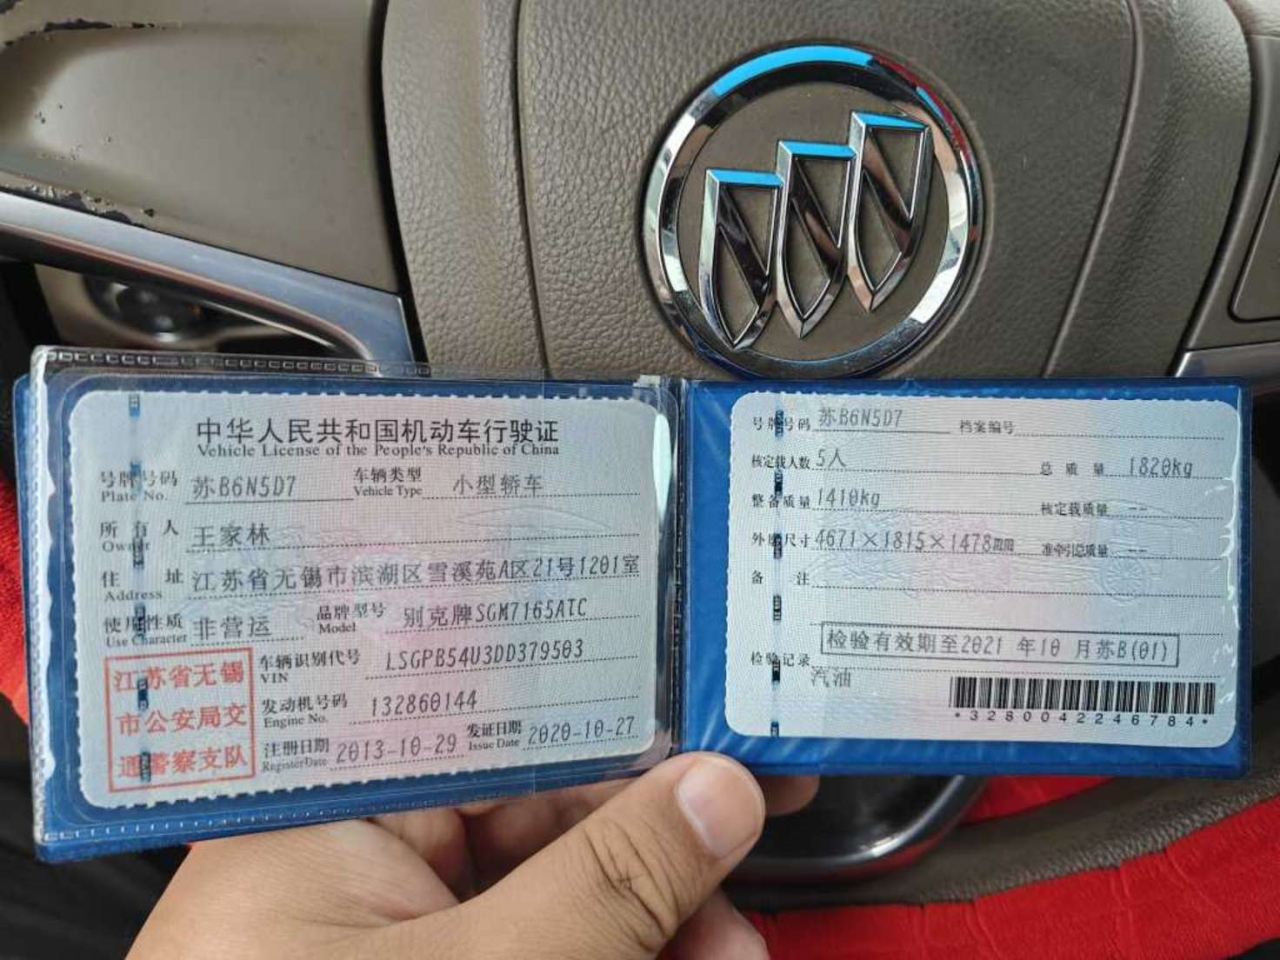 中华人民共和国机动车行驶证
Vehicle License of the People's Republic of China
号牌号码 苏B6N5D7 车辆类型 小型轿车
Plate No. Vehicle Type
所有人 王家林
Owner
住址 江苏省无锡市滨湖区雪溪苑A区21号1201室
Address
使用性质 非营运 品牌型号 别克牌SGM7165ATC
Use Character Model
江苏省无锡
市公安局交
通警察支队
车辆识别代号 LSGPB54U3DD379503
VIN
发动机号码 132860144
Engine No.
注册日期 2013-10-29 发证日期 2020-10-27
Register Date Issue Date
号牌号码 苏B6N5D7 档案编号
核定载人数 5人 总质量 1820kg
整备质量 1410kg 核定载质量 --
外廓尺寸 4671×1815×1478mm 准牵引总质量 --
备注
检验有效期至2021 年10 月苏B(01)
检验记录
汽油
*3280042246784*